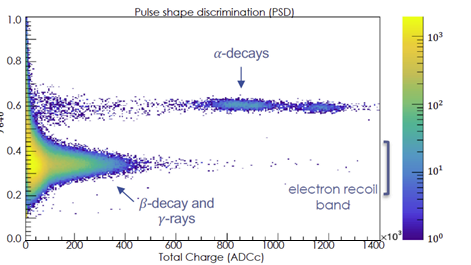 Pulse shape discrimination (PSD)
1.0
0.8
0.6
0.4
0.2
0.0
α-decays
β-decay and
γ-rays
electron recoil
band
0
200
400
600
800
1000
1200
1400
×10³
Total Charge (ADCc)
10³
10²
10¹
10⁰